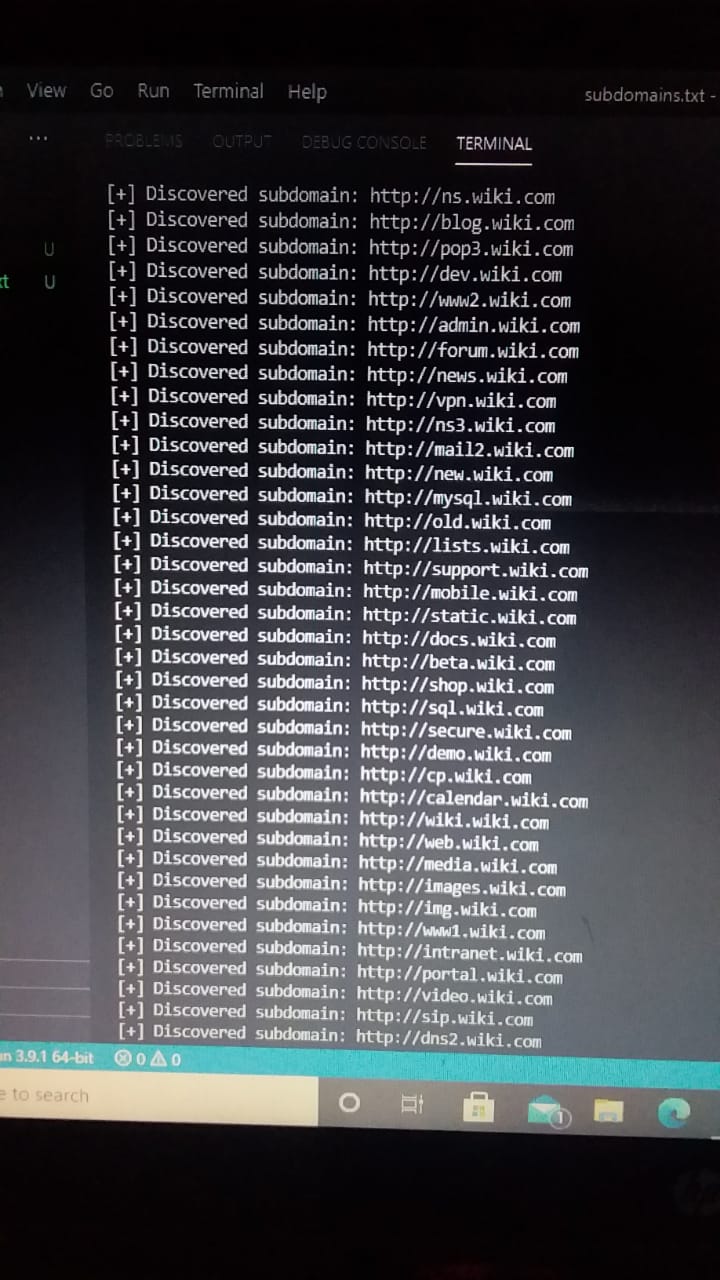 View Go Run Terminal Help subdomains.txt -
... PROBLEMS OUTPUT DEBUG CONSOLE TERMINAL
[+] Discovered subdomain: http://ns.wiki.com
[+] Discovered subdomain: http://blog.wiki.com
U [+] Discovered subdomain: http://pop3.wiki.com
[+] Discovered subdomain: http://dev.wiki.com
xt U [+] Discovered subdomain: http://www2.wiki.com
[+] Discovered subdomain: http://admin.wiki.com
[+] Discovered subdomain: http://forum.wiki.com
[+] Discovered subdomain: http://news.wiki.com
[+] Discovered subdomain: http://vpn.wiki.com
[+] Discovered subdomain: http://ns3.wiki.com
[+] Discovered subdomain: http://mail2.wiki.com
[+] Discovered subdomain: http://new.wiki.com
[+] Discovered subdomain: http://mysql.wiki.com
[+] Discovered subdomain: http://old.wiki.com
[+] Discovered subdomain: http://lists.wiki.com
[+] Discovered subdomain: http://support.wiki.com
[+] Discovered subdomain: http://mobile.wiki.com
[+] Discovered subdomain: http://static.wiki.com
[+] Discovered subdomain: http://docs.wiki.com
[+] Discovered subdomain: http://beta.wiki.com
[+] Discovered subdomain: http://shop.wiki.com
[+] Discovered subdomain: http://sql.wiki.com
[+] Discovered subdomain: http://secure.wiki.com
[+] Discovered subdomain: http://demo.wiki.com
[+] Discovered subdomain: http://cp.wiki.com
[+] Discovered subdomain: http://calendar.wiki.com
[+] Discovered subdomain: http://wiki.wiki.com
[+] Discovered subdomain: http://web.wiki.com
[+] Discovered subdomain: http://media.wiki.com
[+] Discovered subdomain: http://images.wiki.com
[+] Discovered subdomain: http://img.wiki.com
[+] Discovered subdomain: http://www1.wiki.com
[+] Discovered subdomain: http://intranet.wiki.com
[+] Discovered subdomain: http://portal.wiki.com
[+] Discovered subdomain: http://video.wiki.com
[+] Discovered subdomain: http://sip.wiki.com
[+] Discovered subdomain: http://dns2.wiki.com
on 3.9.1 64-bit 0 0
e to search 1